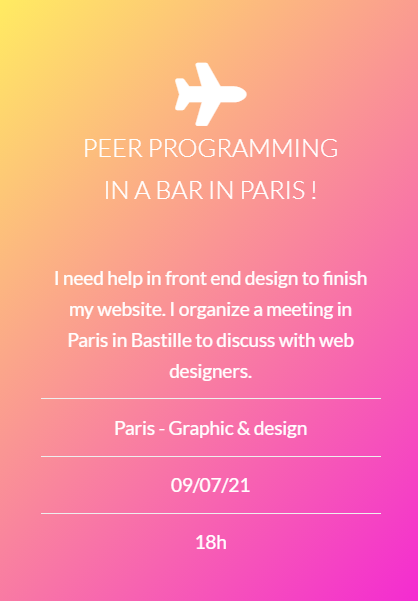 PEER PROGRAMMING
IN A BAR IN PARIS !
I need help in front end design to finish
my website. I organize a meeting in
Paris in Bastille to discuss with web
designers.
Paris - Graphic & design
09/07/21
18h